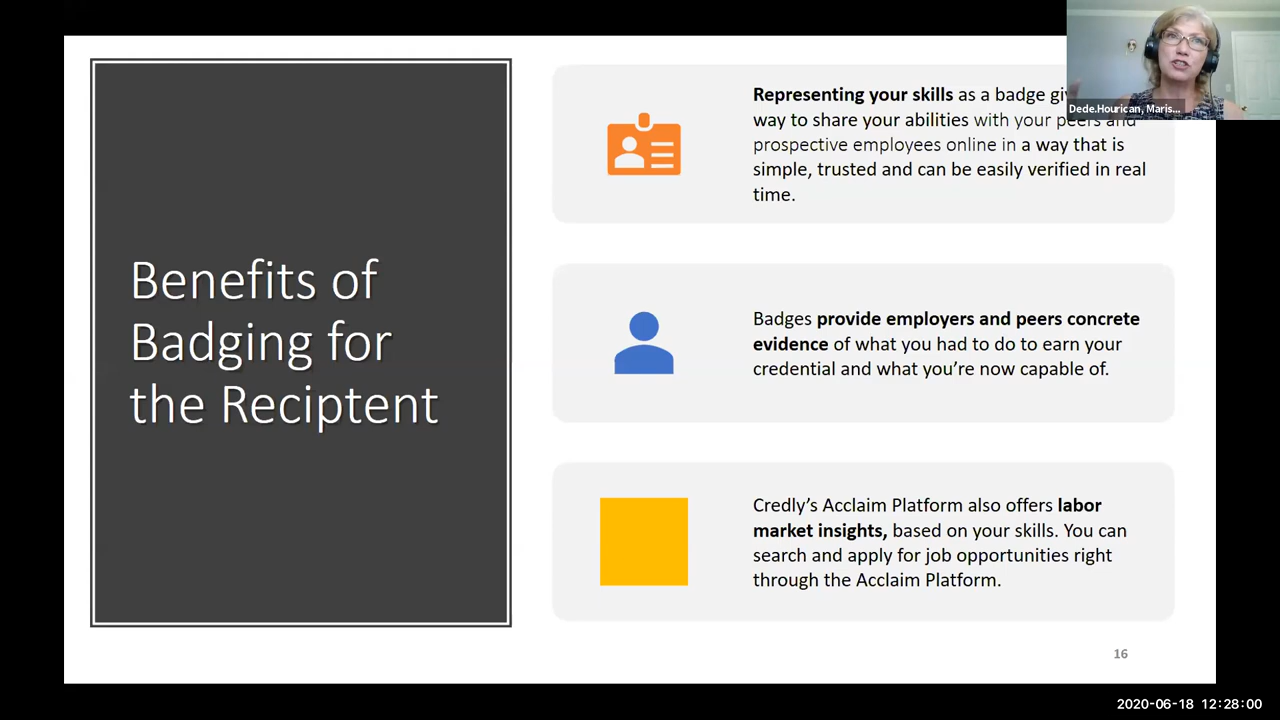 Benefits of
Badging for
the Reciptent
Representing your skills as a badge
way to share your abilities with your peers and
prospective employees online in a way that is
simple, trusted and can be easily verified in real
time.
Badges provide employers and peers concrete
evidence of what you had to do to earn your
credential and what you’re now capable of.
Credly’s Acclaim Platform also offers labor
market insights, based on your skills. You can
search and apply for job opportunities right
through the Acclaim Platform.
16
Dede.Hourican, Maris...
2020-06-18 12:28:00